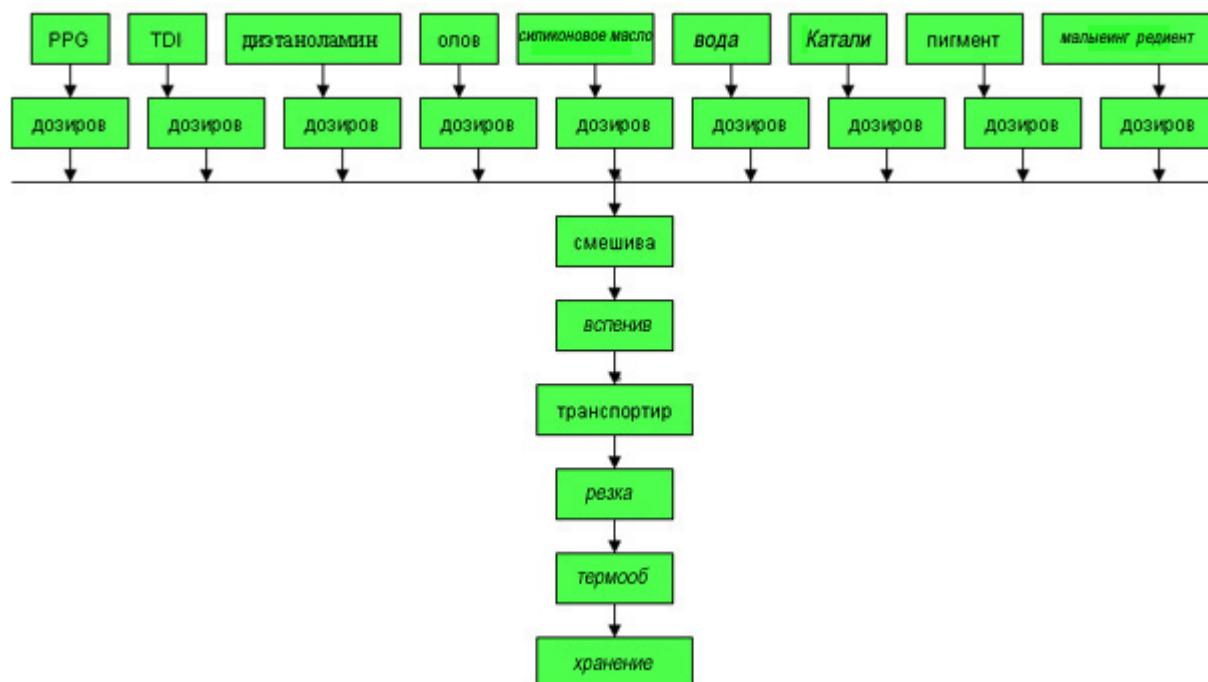 PPG
TDI
диэтаноламин
олов
силиконовое масло
вода
Катали
пигмент
малыеинг редиент
дозиров
дозиров
дозиров
дозиров
дозиров
дозиров
дозиров
дозиров
дозиров
смешива
вспенив
транспортир
резка
термооб
хранение